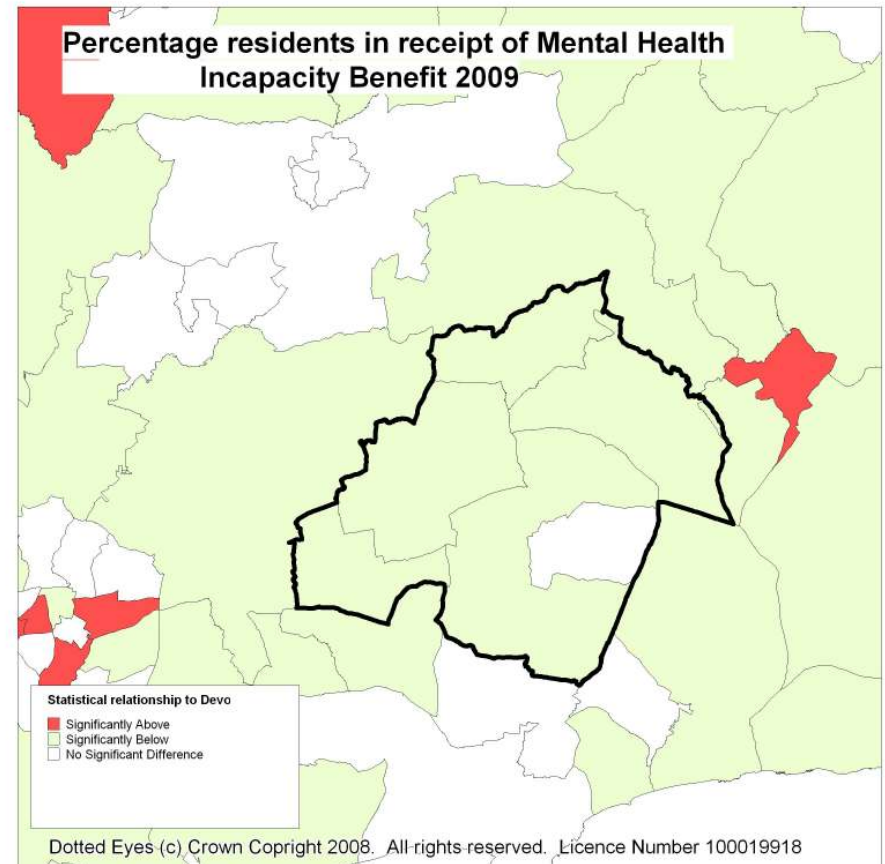 Percentage residents in receipt of Mental Health
Incapacity Benefit 2009
Statistical relationship to Devo
Significantly Above
Significantly Below
No Significant Difference
Dotted Eyes (c) Crown Copright 2008. All rights reserved. Licence Number 100019918